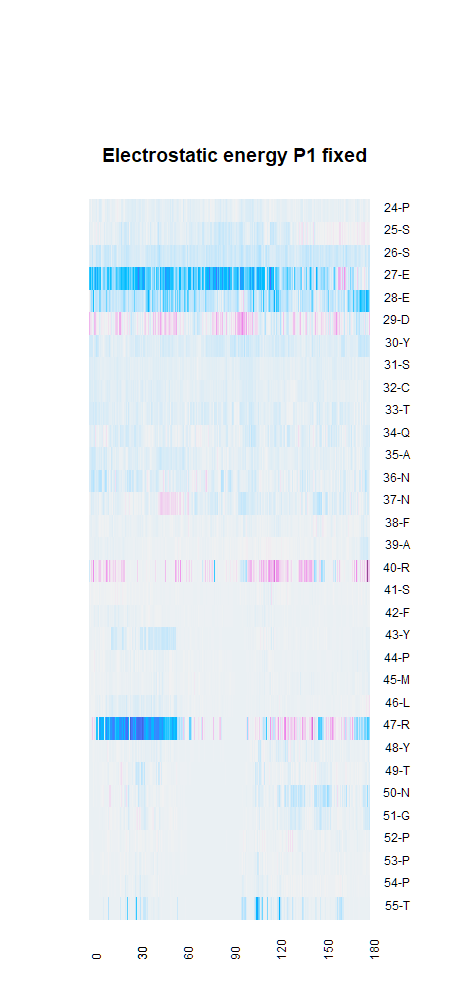 Electrostatic energy P1 fixed
24-P
25-S
26-S
27-E
28-E
29-D
30-Y
31-S
32-C
33-T
34-Q
35-A
36-N
37-N
38-F
39-A
40-R
41-S
42-F
43-Y
44-P
45-M
46-L
47-R
48-Y
49-T
50-N
51-G
52-P
53-P
54-P
55-T
0
30
60
90
120
150
180